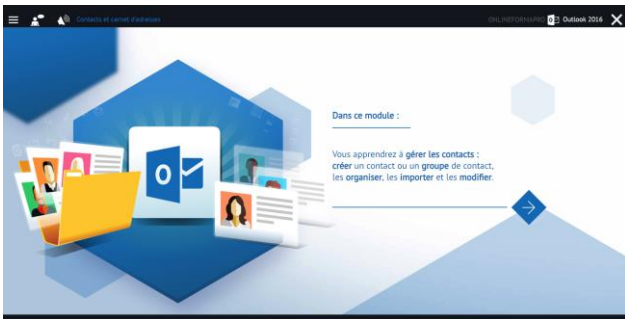 Contacts et carnet d'adresses
ONLINEFORMAPRO Outlook 2016
Dans ce module :
Vous apprendrez à gérer les contacts :
créer un contact ou un groupe de contact,
les organiser, les importer et les modifier.